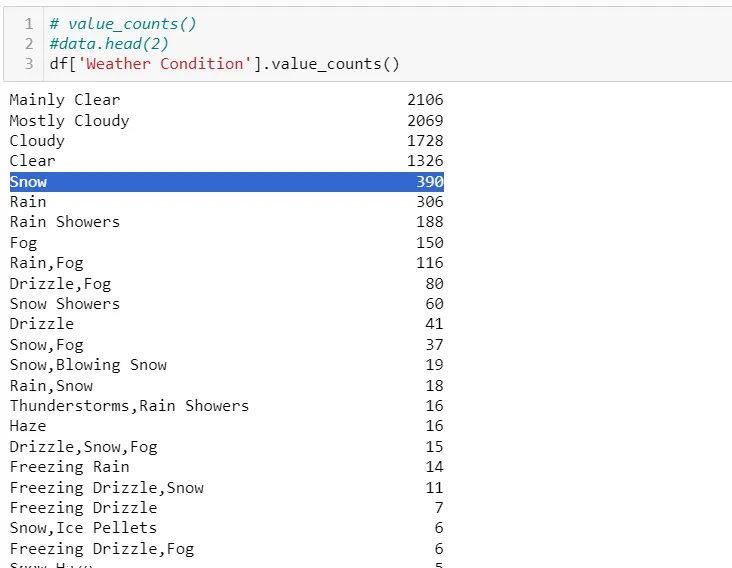 1 # value_counts()
2 #data.head(2)
3 df['Weather Condition'].value_counts()
Mainly Clear 2106
Mostly Cloudy 2069
Cloudy 1728
Clear 1326
Snow 390
Rain 306
Rain Showers 188
Fog 150
Rain,Fog 116
Drizzle,Fog 80
Snow Showers 60
Drizzle 41
Snow,Fog 37
Snow,Blowing Snow 19
Rain,Snow 18
Thunderstorms,Rain Showers 16
Haze 16
Drizzle,Snow,Fog 15
Freezing Rain 14
Freezing Drizzle,Snow 11
Freezing Drizzle 7
Snow,Ice Pellets 6
Freezing Drizzle,Fog 6